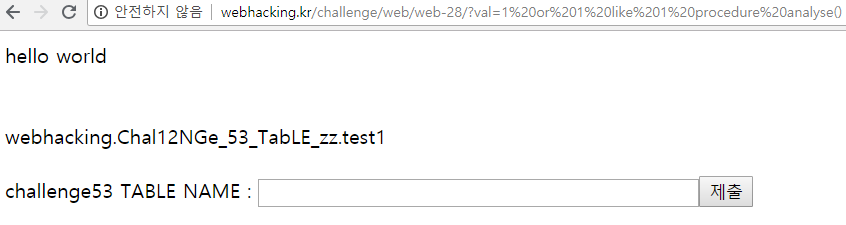 안전하지 않음 | webhacking.kr/challenge/web/web-28/?val=1%20or%201%20like%201%20procedure%20analyse()
hello world
webhacking.Chal12NGe_53_TabLE_zz.test1
challenge53 TABLE NAME : 제출